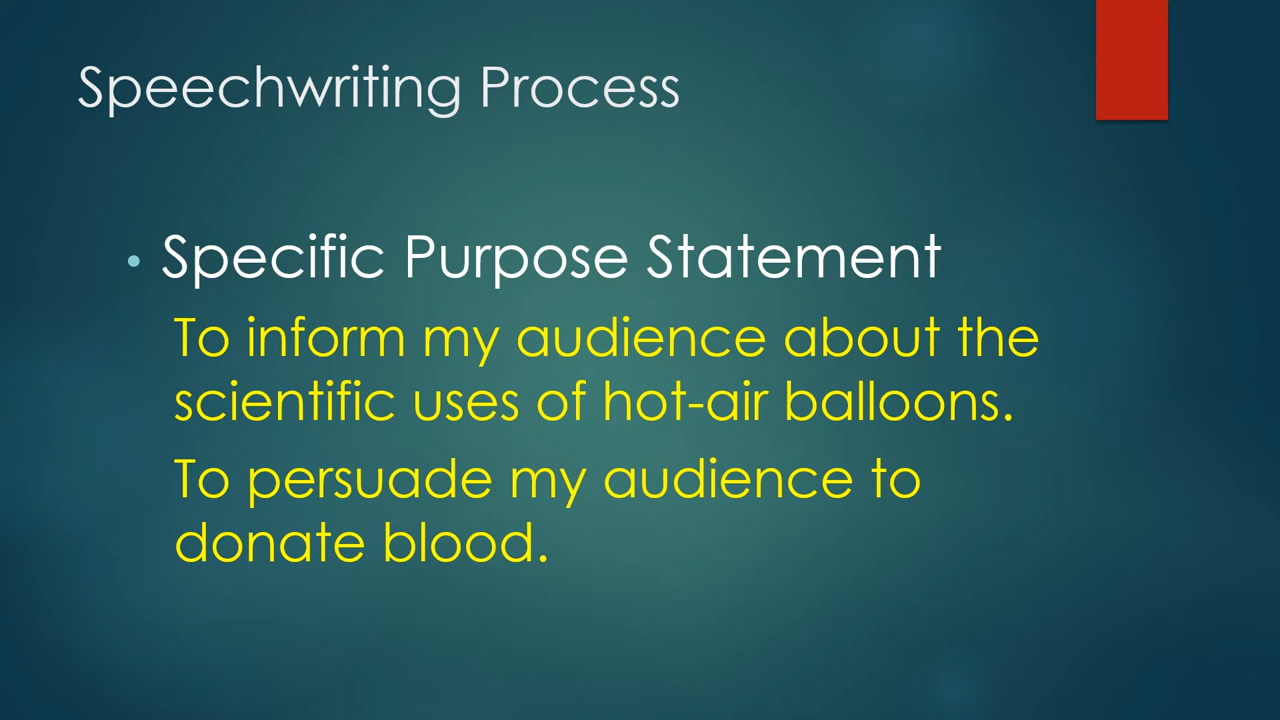 Speechwriting Process
• Specific Purpose Statement
To inform my audience about the
scientific uses of hot-air balloons.
To persuade my audience to
donate blood.